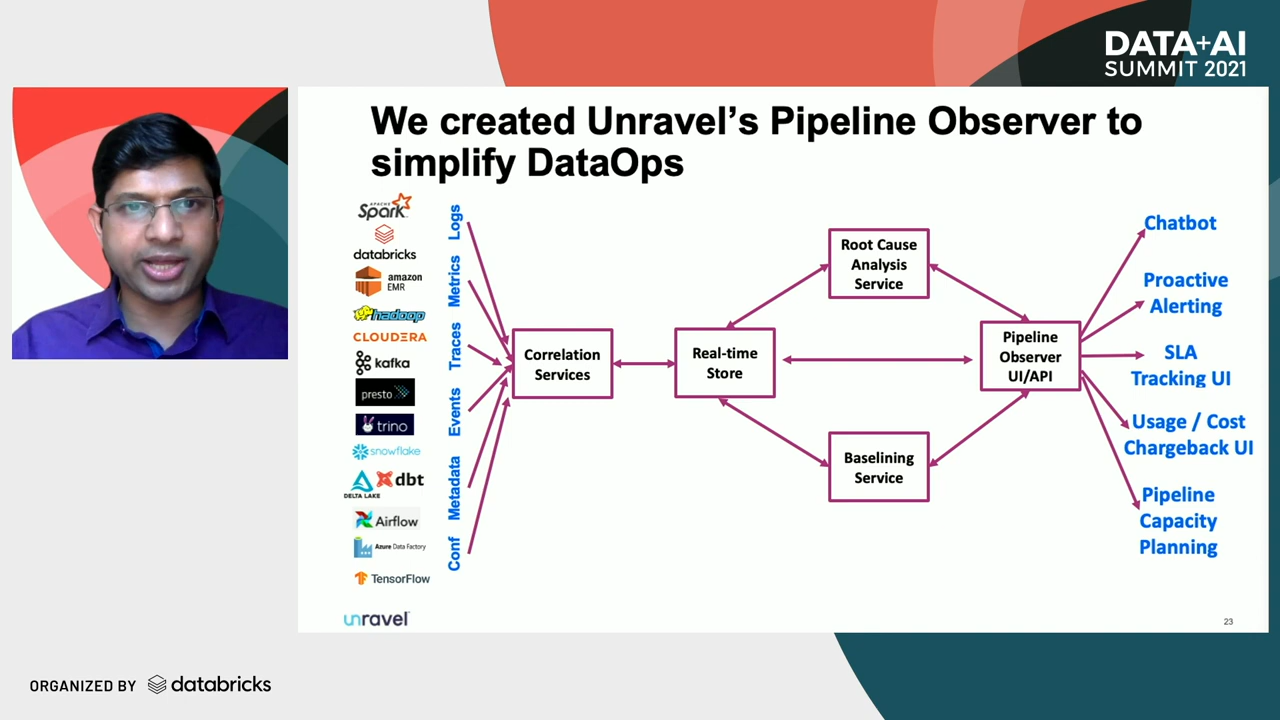 DATA+AI
SUMMIT 2021
We created Unravel's Pipeline Observer to
simplify DataOps
APACHE
Spark
databricks
amazon
EMR
hadoop
CLOUDERA
kafka
presto
trino
snowflake
DELTA LAKE
dbt
Airflow
Azure Data Factory
TensorFlow
unravel
Logs
Metrics
Traces
Events
Metadata
Conf
Correlation
Services
Real-time
Store
Root Cause
Analysis
Service
Baselining
Service
Pipeline
Observer
UI/API
Chatbot
Proactive
Alerting
SLA
Tracking UI
Usage / Cost
Chargeback UI
Pipeline
Capacity
Planning
23
ORGANIZED BY databricks